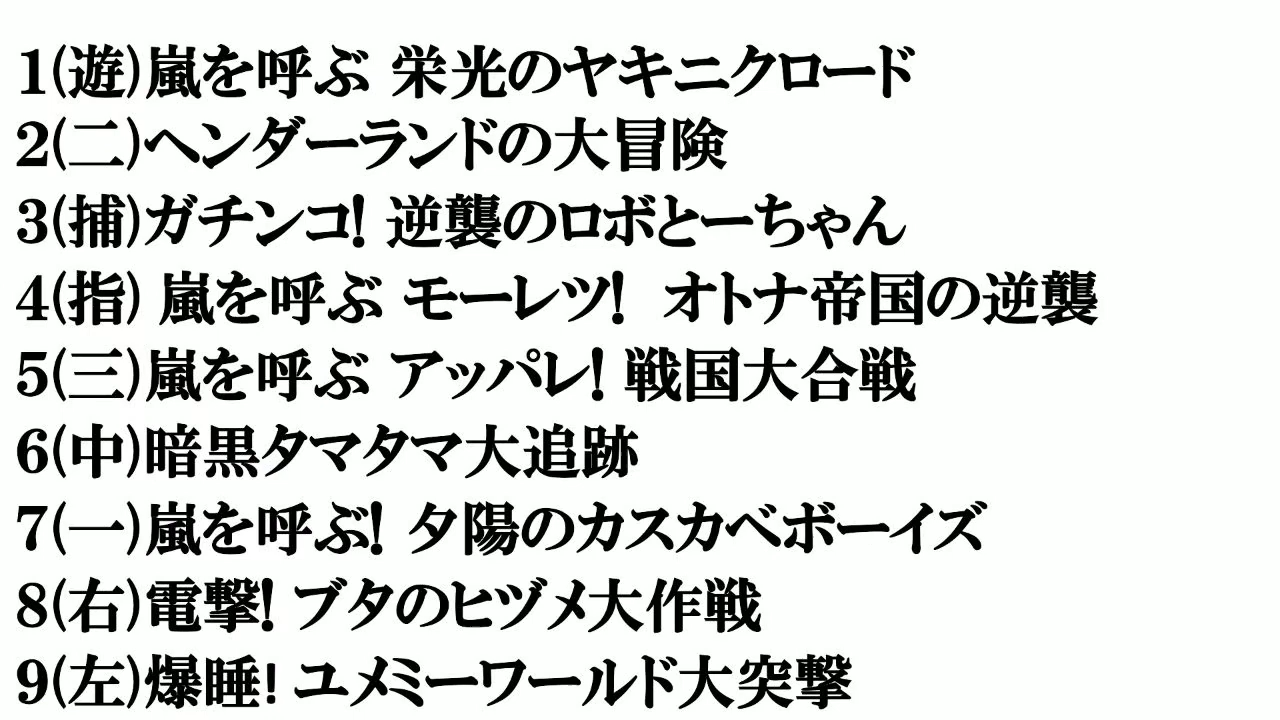 1(遊)嵐を呼ぶ 栄光のヤキニクロード
2(二)ヘンダーランドの大冒険
3(捕)ガチンコ! 逆襲のロボとーちゃん
4(指) 嵐を呼ぶ モーレツ! オトナ帝国の逆襲
5(三)嵐を呼ぶ アッパレ! 戦国大合戦
6(中)暗黒タマタマ大追跡
7(一)嵐を呼ぶ! 夕陽のカスカベボーイズ
8(右)電撃! ブタのヒヅメ大作戦
9(左)爆睡! ユメミーワールド大突撃